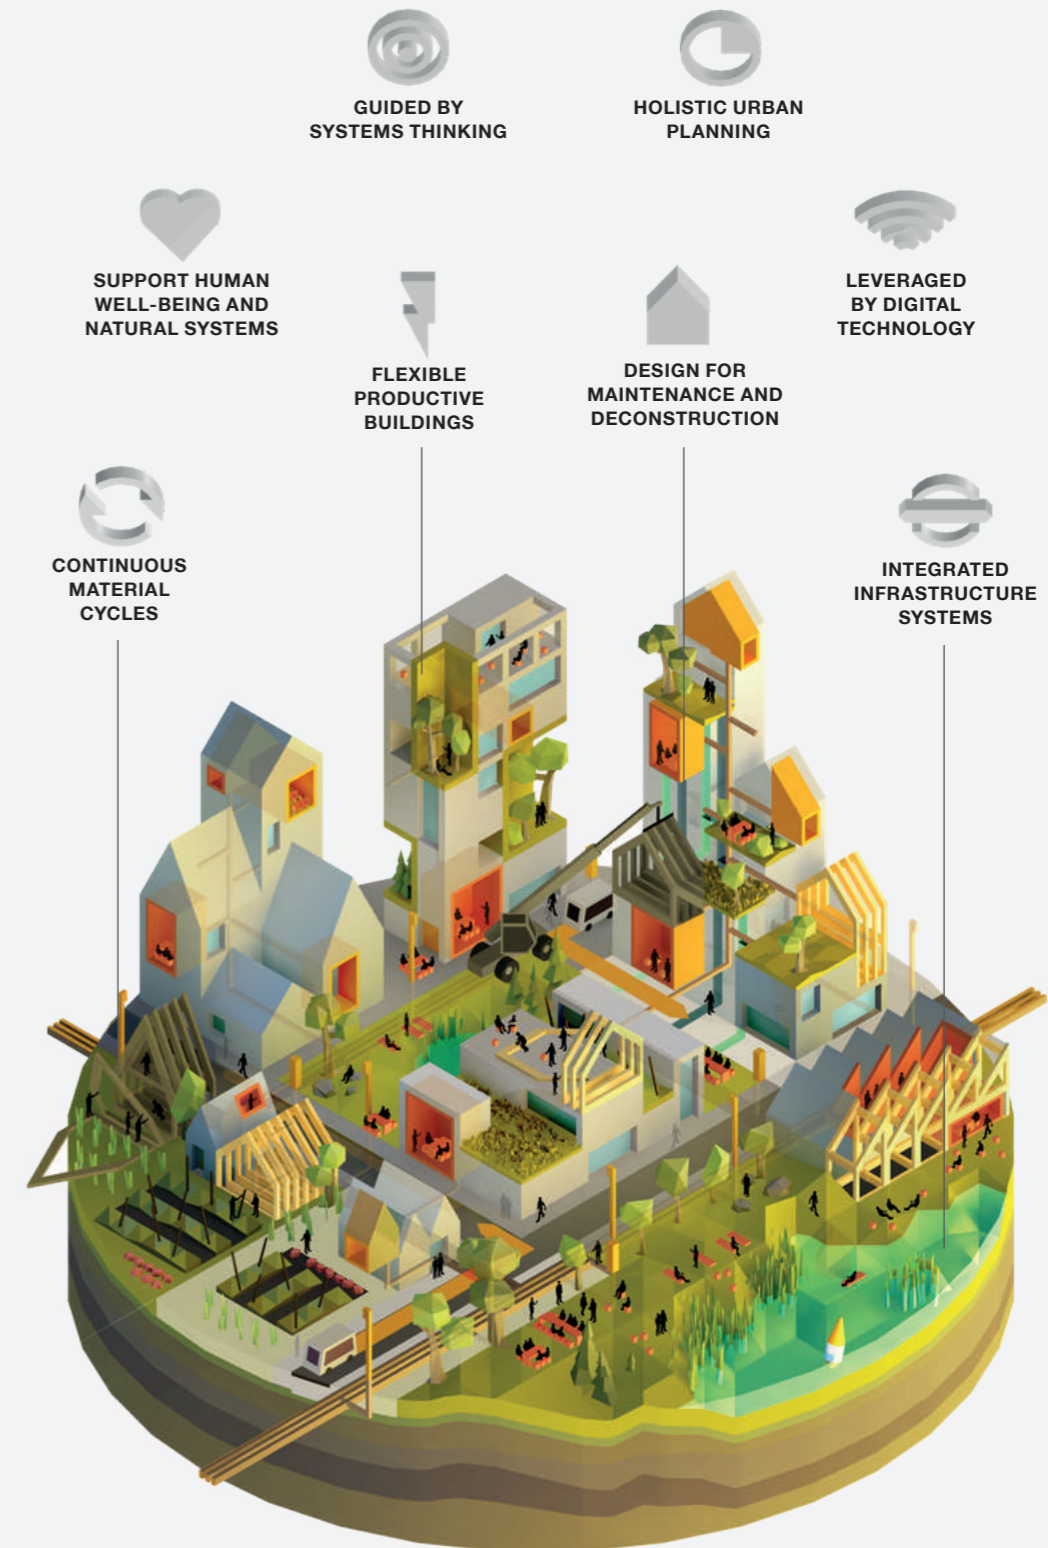 GUIDED BY
SYSTEMS THINKING
HOLISTIC URBAN
PLANNING
SUPPORT HUMAN
WELL-BEING AND
NATURAL SYSTEMS
LEVERAGED
BY DIGITAL
TECHNOLOGY
FLEXIBLE
PRODUCTIVE
BUILDINGS
DESIGN FOR
MAINTENANCE AND
DECONSTRUCTION
CONTINUOUS
MATERIAL
CYCLES
INTEGRATED
INFRASTRUCTURE
SYSTEMS